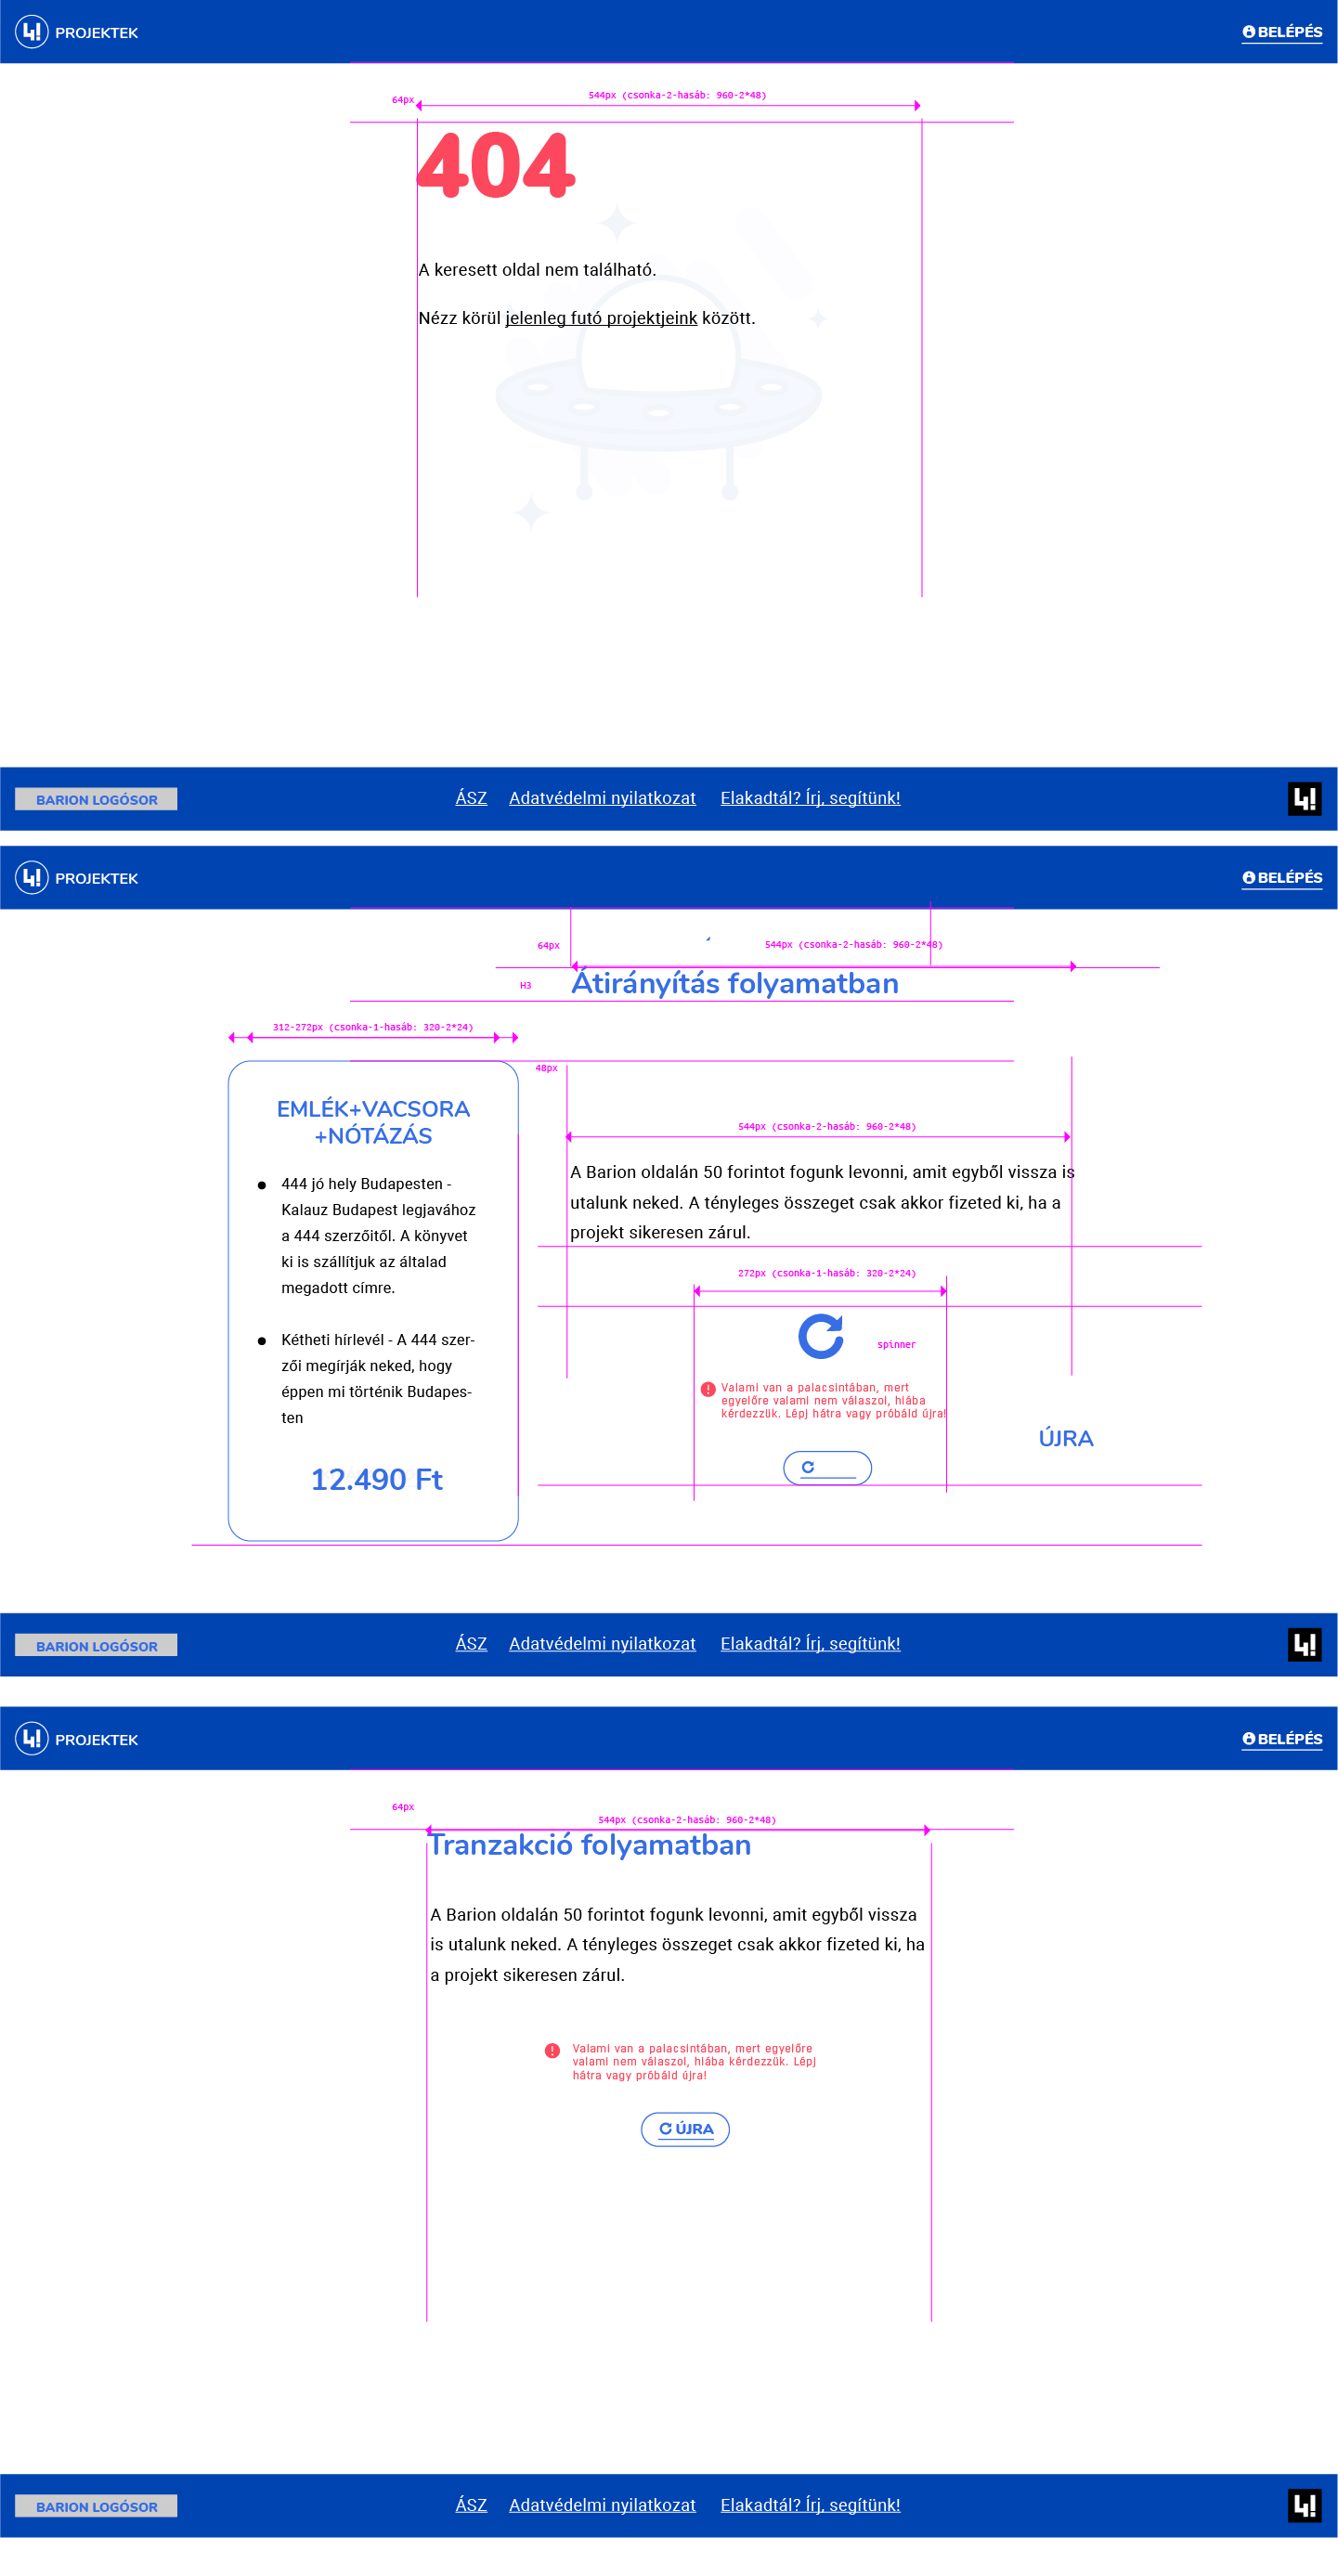 4! PROJEKTEK
BELÉPÉS
64px
544px (csonka-2-hasáb: 960-2*48)
404
A keresett oldal nem található.
Nézz körül jelenleg futó projektjeink között.
BARION LOGÓSOR
ÁSZ
Adatvédelmi nyilatkozat
Elakadtál? Írj, segítünk!
4!
4! PROJEKTEK
BELÉPÉS
64px
544px (csonka-2-hasáb: 960-2*48)
H3
Átirányítás folyamatban
312-272px (csonka-1-hasáb: 320-2*24)
48px
EMLÉK+VACSORA
+NÓTÁZÁS
444 jó hely Budapesten -
Kalauz Budapest legjavához
a 444 szerzőitől. A könyvet
ki is szállítjuk az általad
megadott címre.
Kétheti hírlevél - A 444 szer-
zői megírják neked, hogy
éppen mi történik Budapes-
ten
12.490 Ft
544px (csonka-2-hasáb: 960-2*48)
A Barion oldalán 50 forintot fogunk levonni, amit egyből vissza is
utalunk neked. A tényleges összeget csak akkor fizeted ki, ha a
projekt sikeresen zárul.
272px (csonka-1-hasáb: 320-2*24)
spinner
Valami van a palacsintában, mert
egyelőre valami nem válaszol, hiába
kérdezzük. Lépj hátra vagy próbáld újra!
ÚJRA
BARION LOGÓSOR
ÁSZ
Adatvédelmi nyilatkozat
Elakadtál? Írj, segítünk!
4!
4! PROJEKTEK
BELÉPÉS
64px
544px (csonka-2-hasáb: 960-2*48)
Tranzakció folyamatban
A Barion oldalán 50 forintot fogunk levonni, amit egyből vissza
is utalunk neked. A tényleges összeget csak akkor fizeted ki, ha
a projekt sikeresen zárul.
Valami van a palacsintában, mert egyelőre
valami nem válaszol, hiába kérdezzük. Lépj
hátra vagy próbáld újra!
ÚJRA
BARION LOGÓSOR
ÁSZ
Adatvédelmi nyilatkozat
Elakadtál? Írj, segítünk!
4!